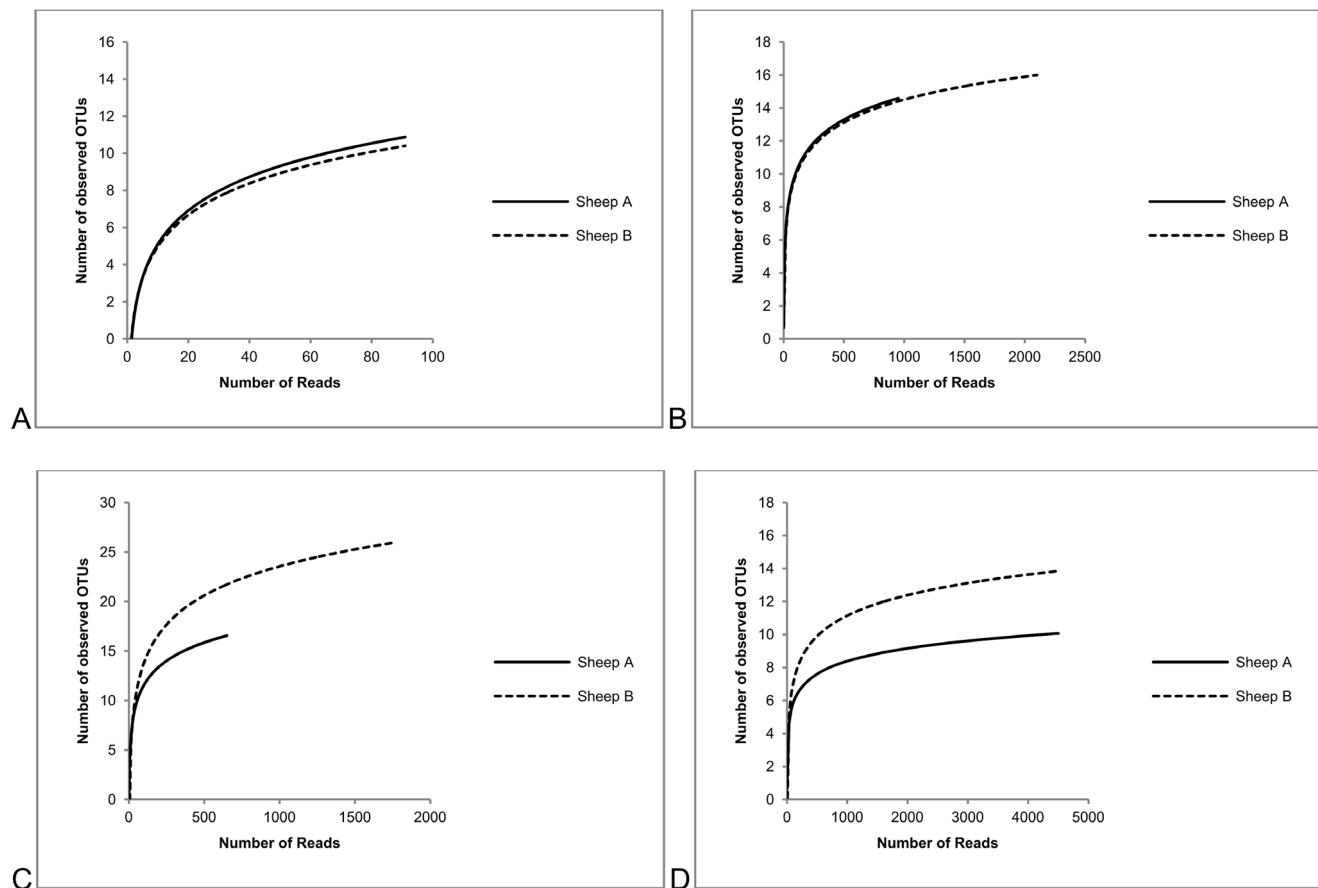 16
14
12
10
8
6
4
2
0
Number of observed OTUs
0 20 40 60 80 100
Number of Reads
Sheep A
Sheep B
A
18
16
14
12
10
8
6
4
2
0
Number of observed OTUs
0 500 1000 1500 2000 2500
Number of Reads
Sheep A
Sheep B
B
30
25
20
15
10
5
0
Number of observed OTUs
0 500 1000 1500 2000
Number of Reads
Sheep A
Sheep B
C
18
16
14
12
10
8
6
4
2
0
Number of observed OTUs
0 1000 2000 3000 4000 5000
Number of Reads
Sheep A
Sheep B
D